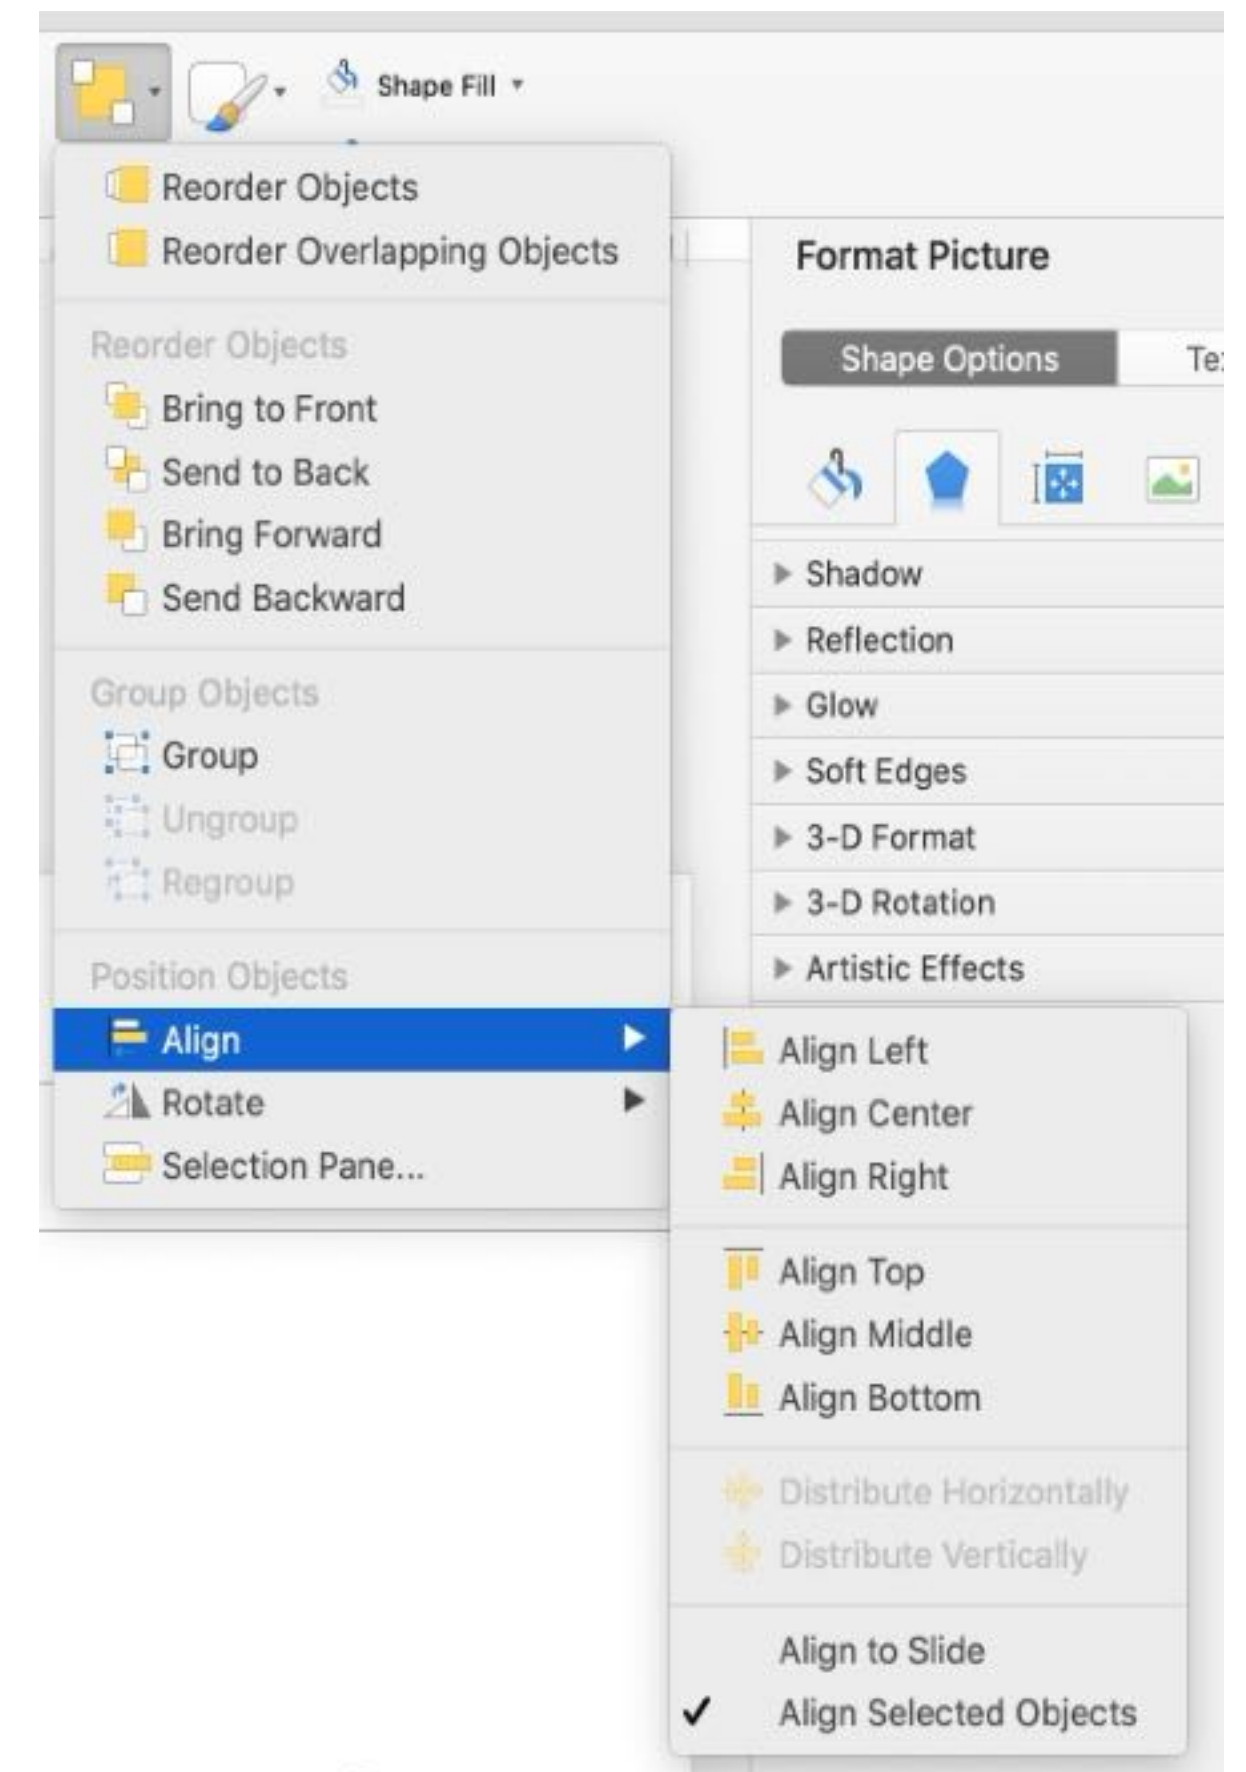 Shape Fill
Reorder Objects
Reorder Overlapping Objects
Reorder Objects
Bring to Front
Send to Back
Bring Forward
Send Backward
Group Objects
Group
Ungroup
Regroup
Position Objects
Align
Rotate
Selection Pane...
Format Picture
Shape Options
Shadow
Reflection
Glow
Soft Edges
3-D Format
3-D Rotation
Artistic Effects
Align Left
Align Center
Align Right
Align Top
Align Middle
Align Bottom
Distribute Horizontally
Distribute Vertically
Align to Slide
Align Selected Objects